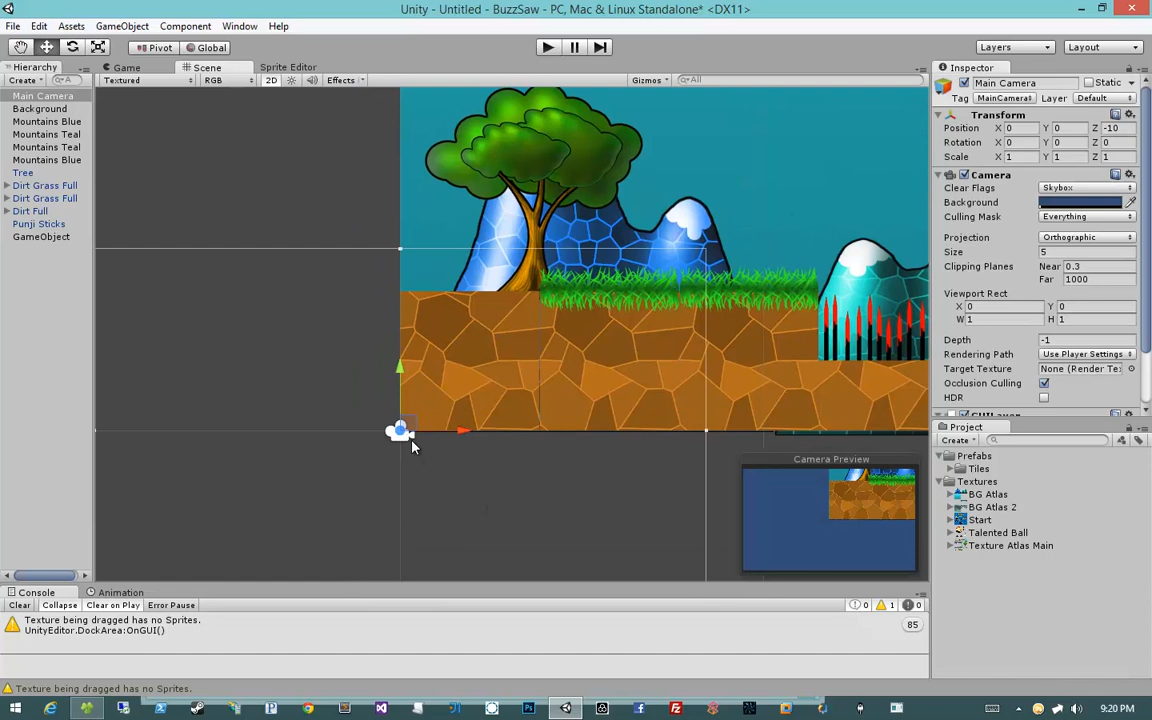 Unity - Untitled - BuzzSaw - PC, Mac & Linux Standalone* <DX11>
File Edit Assets GameObject Component Window Help
Pivot Global Layers Layout
Hierarchy Game Scene Sprite Editor Inspector
Create A Textured RGB 2D Effects Gizmos All
Main Camera
Background
Mountains Blue
Mountains Teal
Mountains Teal
Mountains Blue
Tree
Dirt Grass Full
Dirt Grass Full
Dirt Full
Punji Sticks
GameObject
Camera Preview
Main Camera Static
Tag MainCamera Layer Default
Transform
Position X 0 Y 0 Z -10
Rotation X 0 Y 0 Z 0
Scale X 1 Y 1 Z 1
Camera
Clear Flags Skybox
Background
Culling Mask Everything
Projection Orthographic
Size 5
Clipping Planes Near 0.3
Far 1000
Viewport Rect
X 0 Y 0
W 1 H 1
Depth -1
Rendering Path Use Player Settings
Target Texture None (Render Te:
Occlusion Culling
HDR
GUILayer
Project
Create
Prefabs
Tiles
Textures
BG Atlas
BG Atlas 2
Start
Talented Ball
Texture Atlas Main
Console Animation
Clear Collapse Clear on Play Error Pause 0 1 0
Texture being dragged has no Sprites.
UnityEditor.DockArea:OnGUI()
85
Texture being dragged has no Sprites.
9:20 PM